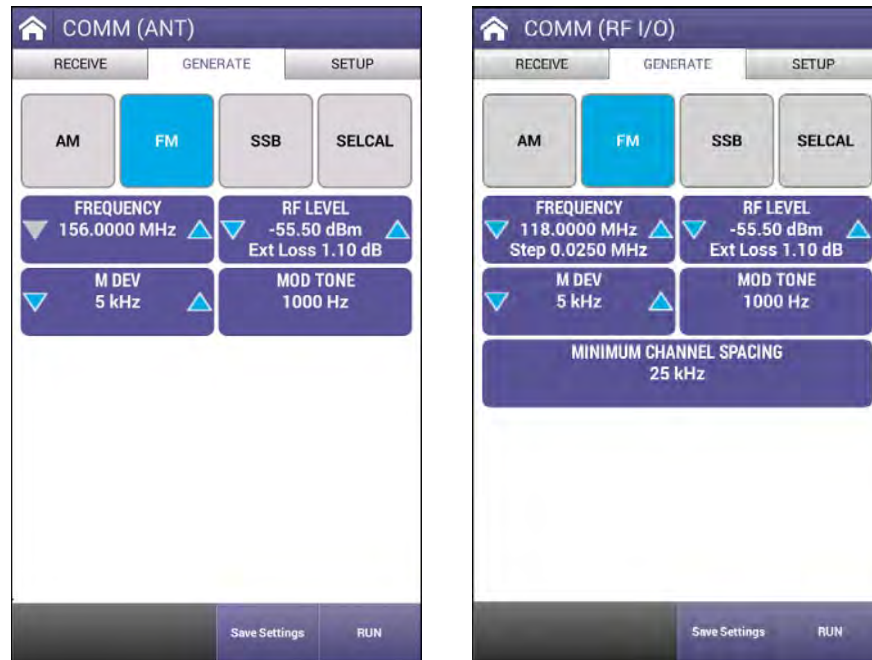 COMM (ANT)
RECEIVE GENERATE SETUP
AM FM SSB SELCAL
FREQUENCY
156.0000 MHz
RF LEVEL
-55.50 dBm
Ext Loss 1.10 dB
M DEV
5 kHz
MOD TONE
1000 Hz
Save Settings RUN
COMM (RF I/O)
RECEIVE GENERATE SETUP
AM FM SSB SELCAL
FREQUENCY
118.0000 MHz
Step 0.0250 MHz
RF LEVEL
-55.50 dBm
Ext Loss 1.10 dB
M DEV
5 kHz
MOD TONE
1000 Hz
MINIMUM CHANNEL SPACING
25 kHz
Save Settings RUN